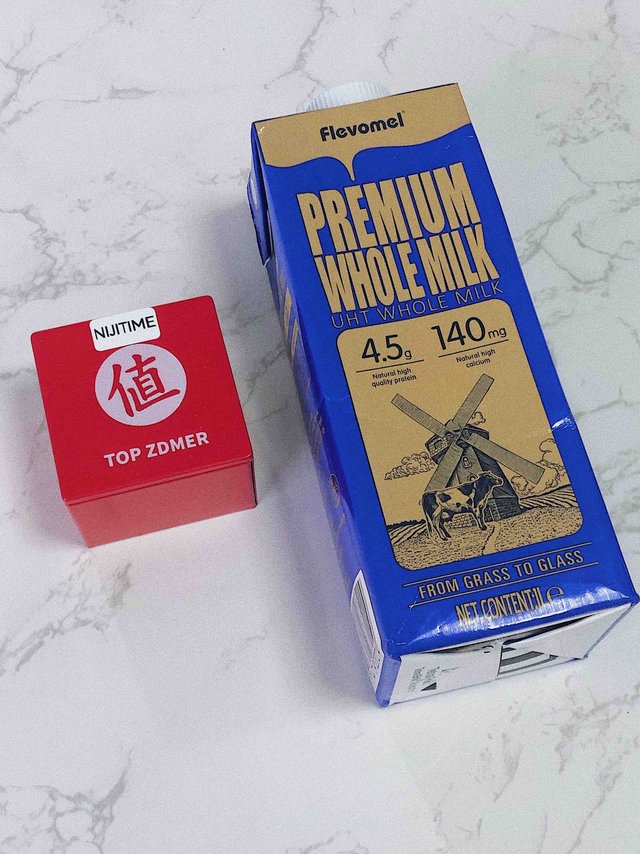 NIJITIME
值
TOP ZDMER
Flevomel
PREMIUM
WHOLE MILK
UHT WHOLE MILK
4.5g
Natural high
quality protein
140mg
Natural high
calcium
FROM GRASS TO GLASS
NET CONTENT:1L ℮